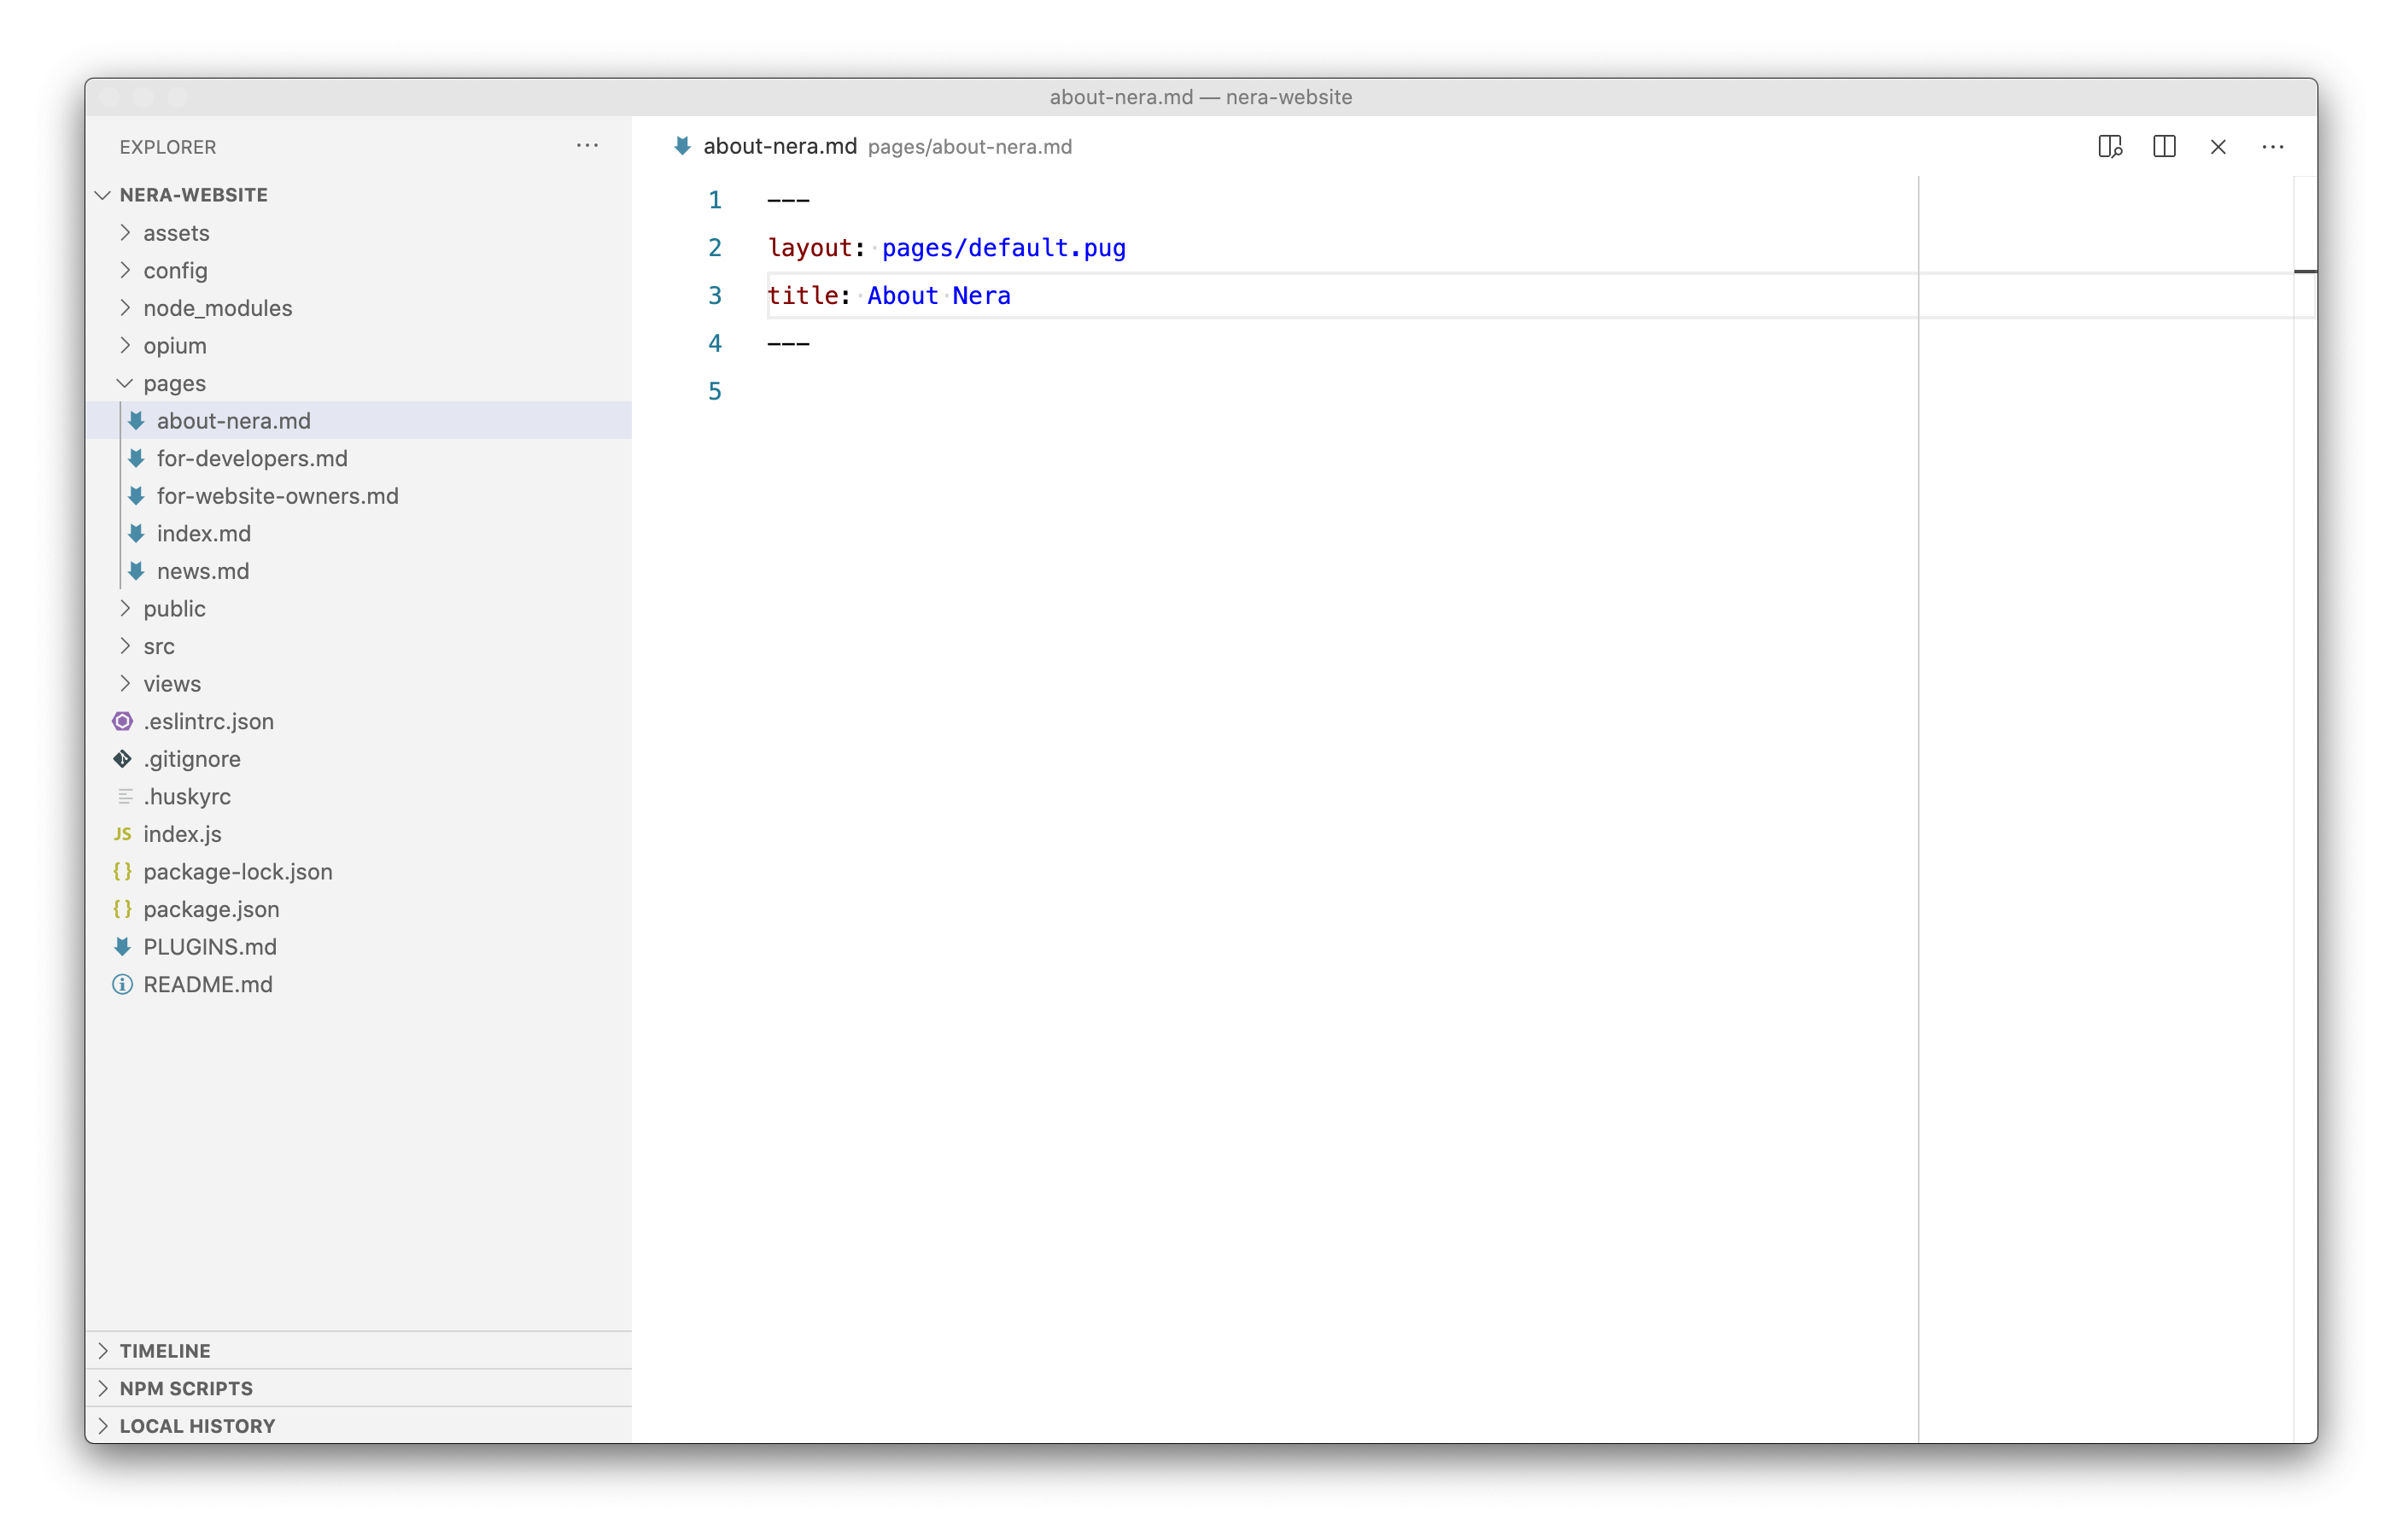 about-nera.md — nera-website
EXPLORER
NERA-WEBSITE
assets
config
node_modules
opium
pages
about-nera.md
for-developers.md
for-website-owners.md
index.md
news.md
public
src
views
.eslintrc.json
.gitignore
.huskyrc
JS index.js
{} package-lock.json
{} package.json
PLUGINS.md
README.md
TIMELINE
NPM SCRIPTS
LOCAL HISTORY
about-nera.md pages/about-nera.md
1 ---
2 layout: pages/default.pug
3 title: About Nera
4 ---
5